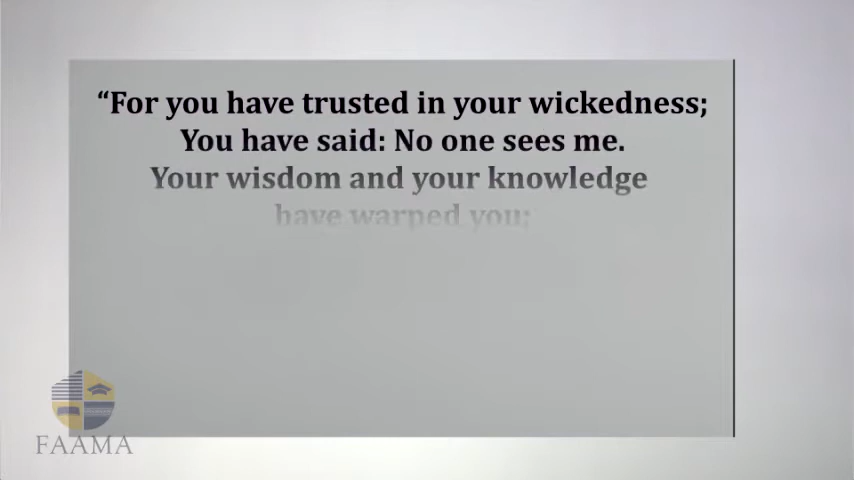 “For you have trusted in your wickedness;
You have said: No one sees me.
Your wisdom and your knowledge
have warped you;
FAAMA